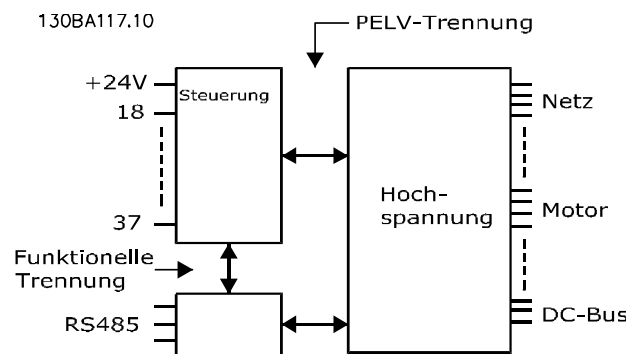 130BA117.10
PELV-Trennung
+24V
Steuerung
18
Netz
Hoch-
spannung
Motor
37
Funktionelle
Trennung
RS485
DC-Bus